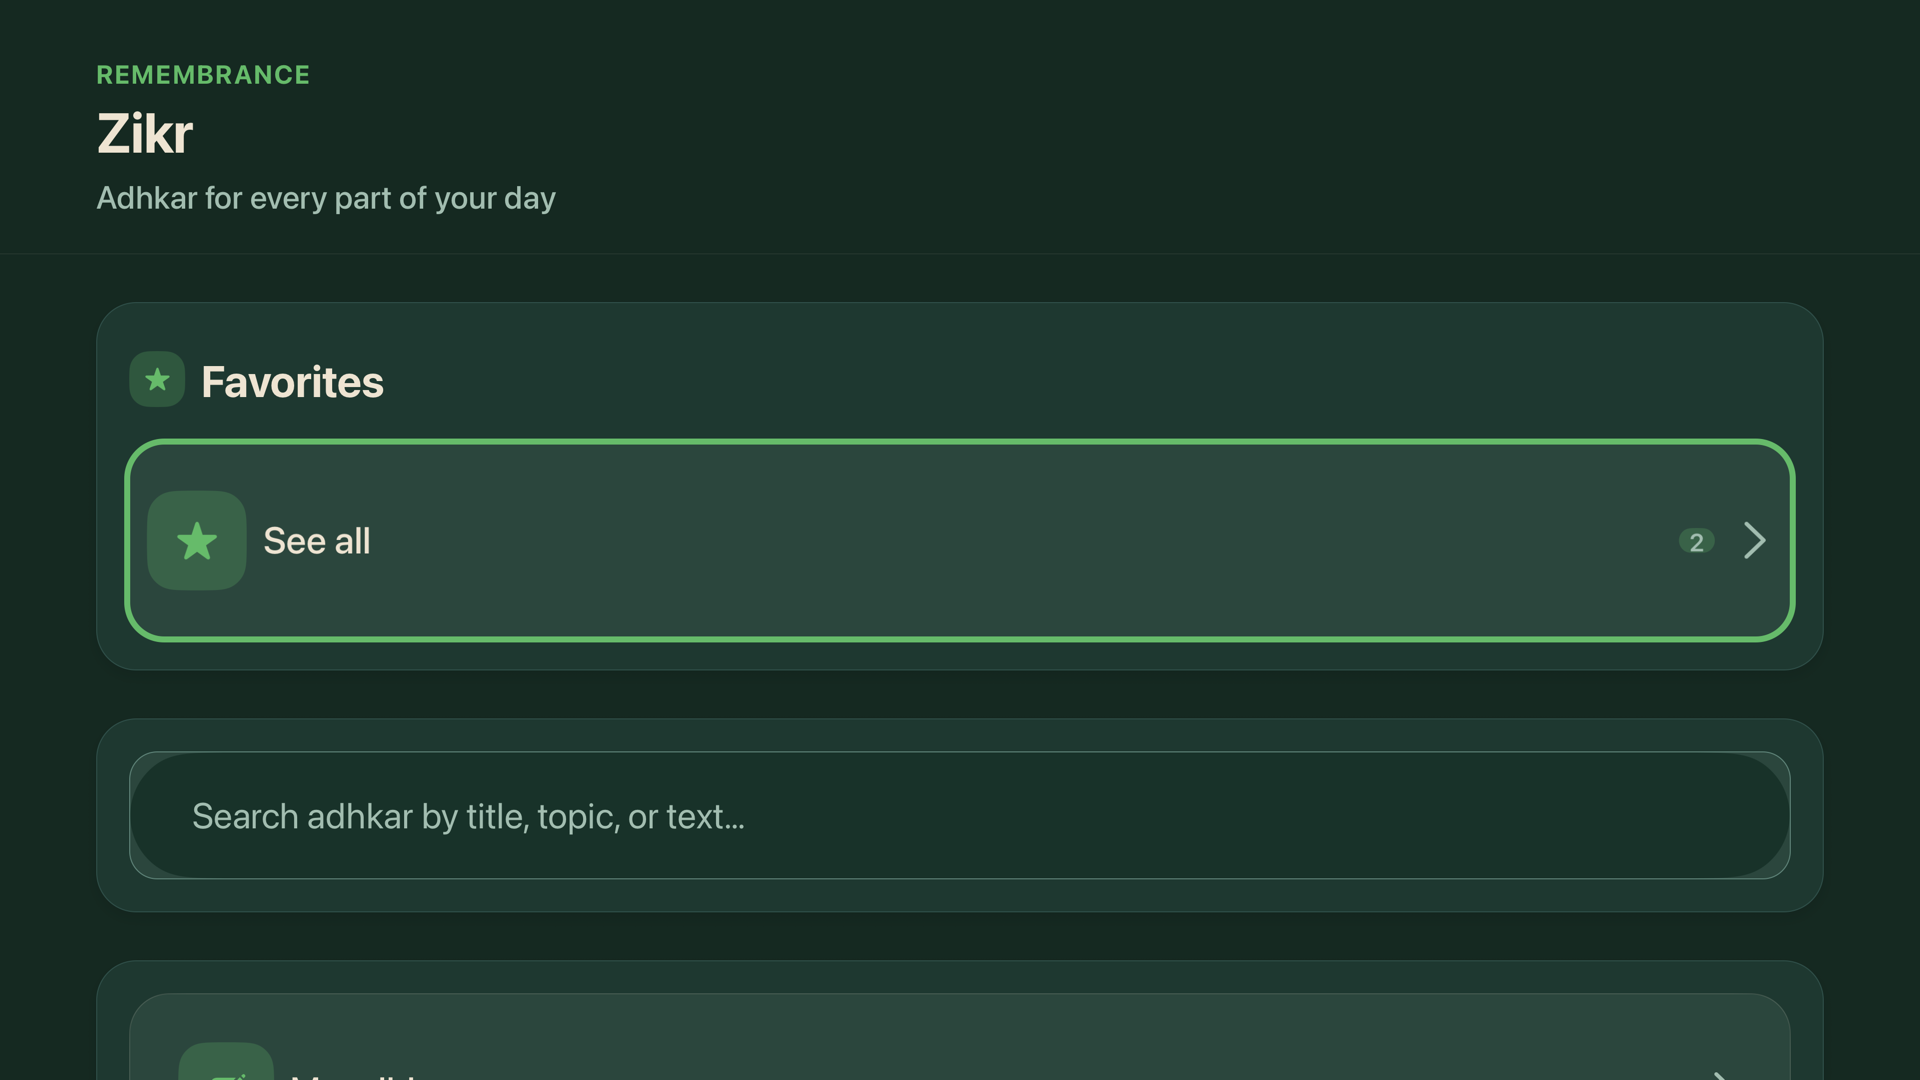 REMEMBRANCE
Zikr
Adhkar for every part of your day
Favorites
See all
2
Search adhkar by title, topic, or text...